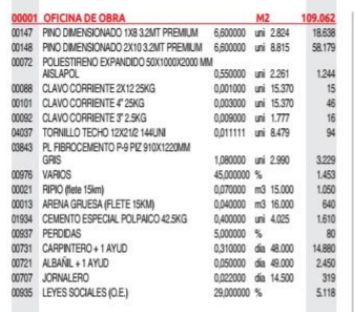 00001 OFICINA DE OBRA M2 109.062
00147 PINO DIMENSIONADO 1X8 3.2MT PREMIUM 6,600000 uni 2.824 18.638
00148 PINO DIMENSIONADO 2X10 3.2MT PREMIUM 6,600000 uni 8.815 58.179
00072 POLIESTIRENO EXPANDIDO 50X1000X2000 MM
AISLAPOL 0,550000 uni 2.261 1.244
00088 CLAVO CORRIENTE 2X12 25KG 0,001000 uni 15.370 15
00101 CLAVO CORRIENTE 4" 25KG 0,003000 uni 15.370 46
00092 CLAVO CORRIENTE 3" 2.5KG 0,009000 uni 1.777 16
04037 TORNILLO TECHO 12X21/2 144UNI 0,011111 uni 8.479 94
03843 PL FIBROCEMENTO P-9 PIZ 910X1220MM
GRIS 1,080000 uni 2.990 3.229
00976 VARIOS 45,000000 % 1.453
00021 RIPIO (flete 15km) 0,070000 m3 15.000 1.050
00013 ARENA GRUESA (FLETE 15KM) 0,040000 m3 16.000 640
01934 CEMENTO ESPECIAL POLPAICO 42.5KG 0,400000 uni 4.025 1.610
00937 PERDIDAS 5,000000 % 80
00731 CARPINTERO + 1 AYUD 0,310000 día 48.000 14.880
00721 ALBAÑIL + 1 AYUD 0,050000 día 49.000 2.450
00707 JORNALERO 0,022000 día 14.500 319
00935 LEYES SOCIALES (O.E.) 29,000000 % 5.118